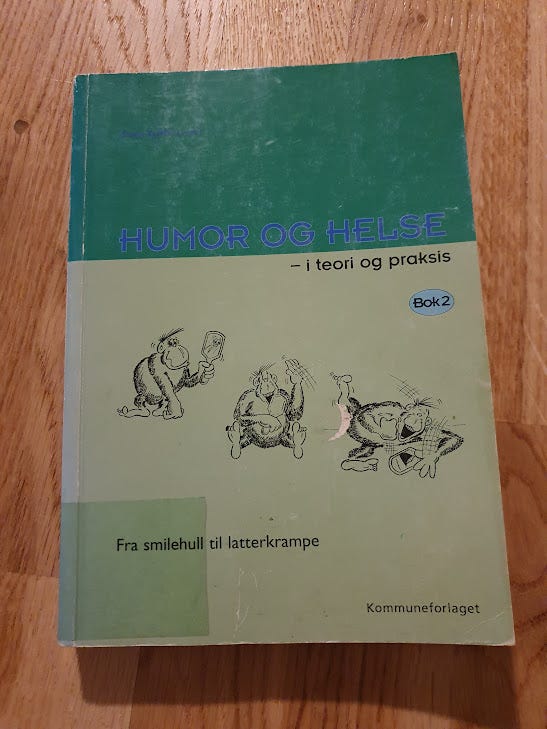 HUMOR OG HELSE
– i teori og praksis
Bok 2
Fra smilehull til latterkrampe
Kommuneforlaget